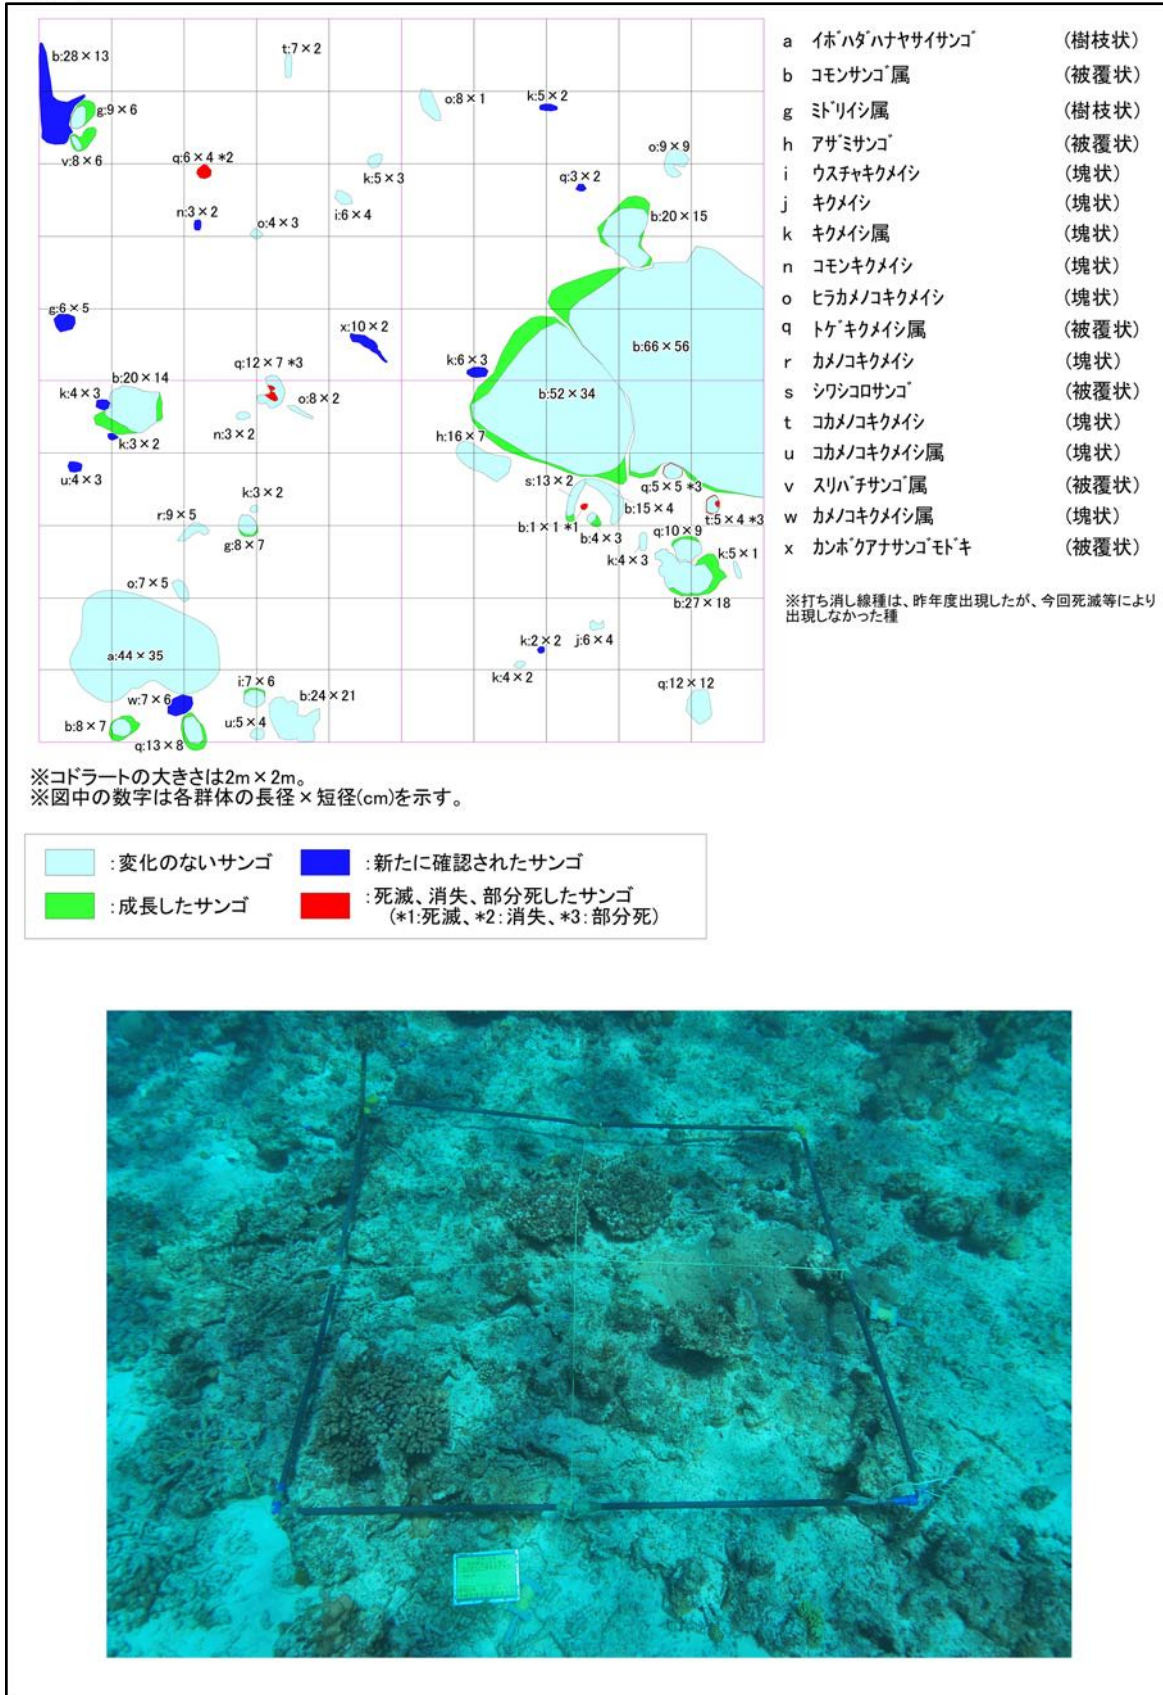 b:28×13
t:7×2
g:9×6
o:8×1
k:5×2
v:8×6
q:6×4 *2
k:5×3
q:3×2
o:9×9
n:3×2
o:4×3
i:6×4
b:20×15
g:6×5
x:10×2
b:66×56
q:12×7 *3
k:6×3
b:20×14
k:4×3
o:8×2
b:52×34
n:3×2
k:3×2
h:16×7
u:4×3
s:13×2
q:5×5 *3
k:3×2
b:15×4
t:5×4 *3
r:9×5
b:1×1 *1
q:10×9
g:8×7
b:4×3
k:4×3
k:5×1
o:7×5
b:27×18
k:2×2
j:6×4
a:44×35
k:4×2
i:7×6
q:12×12
w:7×6
b:24×21
b:8×7
u:5×4
q:13×8
a イボハダハナヤサイサンゴ (樹枝状)
b コモンサンゴ属 (被覆状)
g ミドリイシ属 (樹枝状)
h アザミサンゴ (被覆状)
i ウスチャキクメイシ (塊状)
j キクメイシ (塊状)
k キクメイシ属 (塊状)
n コモンキクメイシ (塊状)
o ヒラカメノコキクメイシ (塊状)
q トゲキクメイシ属 (被覆状)
r カメノコキクメイシ (塊状)
s シワシコロサンゴ (被覆状)
t コカメノコキクメイシ (塊状)
u コカメノコキクメイシ属 (塊状)
v スリバチサンゴ属 (被覆状)
w カメノコキクメイシ属 (塊状)
x カンボクアナサンゴモドキ (被覆状)
※打ち消し線種は、昨年度出現したが、今回死滅等により
出現しなかった種
※コドラートの大きさは2m×2m。
※図中の数字は各群体の長径×短径(cm)を示す。
:変化のないサンゴ
:新たに確認されたサンゴ
:成長したサンゴ
:死滅、消失、部分死したサンゴ
(*1:死滅、*2:消失、*3:部分死)